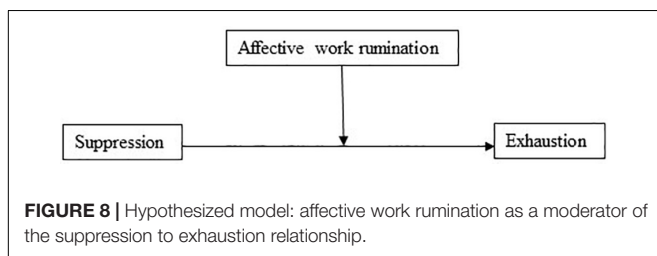 Affective work rumination
Suppression
Exhaustion
FIGURE 8 | Hypothesized model: affective work rumination as a moderator of
the suppression to exhaustion relationship.